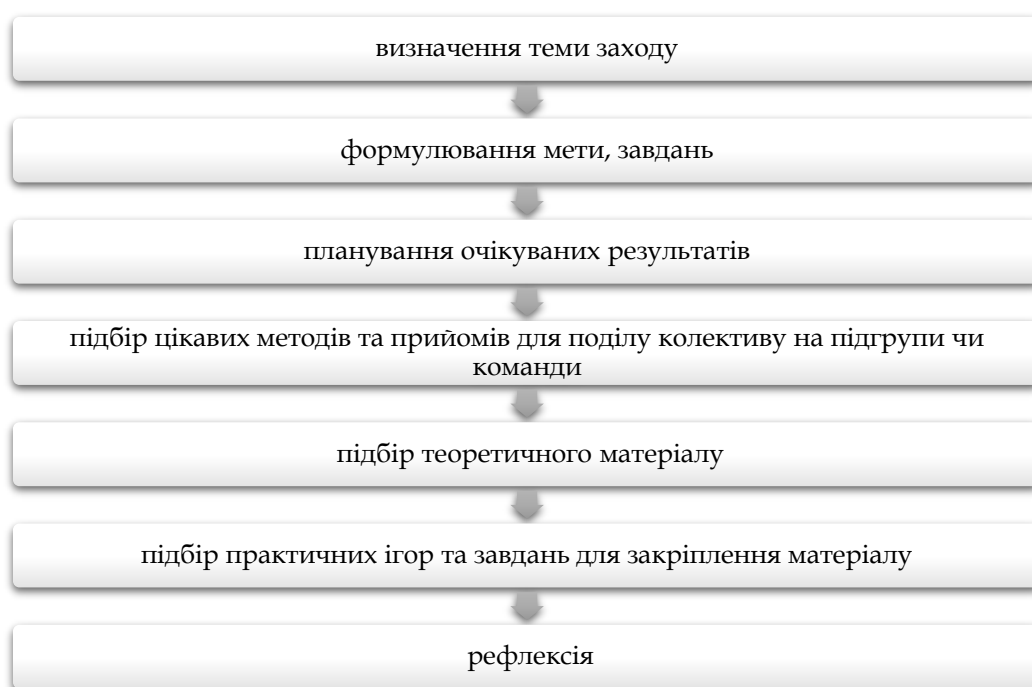 визначення теми заходу
формулювання мети, завдань
планування очікуваних результатів
підбір цікавих методів та прийомів для поділу колективу на підгрупи чи
команди
підбір теоретичного матеріалу
підбір практичних ігор та завдань для закріплення матеріалу
рефлексія